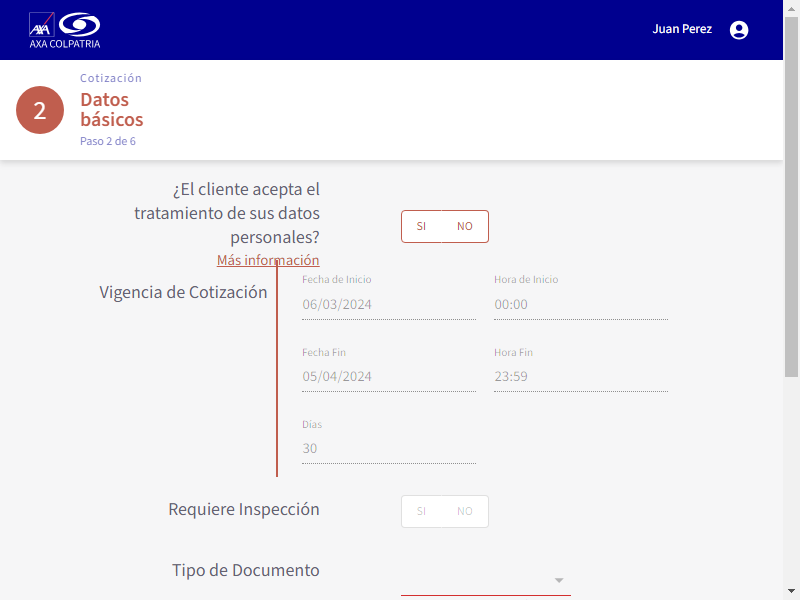 AXA
AXA COLPATRIA
Juan Perez
2
Cotización
Datos
básicos
Paso 2 de 6
¿El cliente acepta el
tratamiento de sus datos
personales?
Más información
SI NO
Vigencia de Cotización
Fecha de Inicio Hora de Inicio
06/03/2024 00:00
Fecha Fin Hora Fin
05/04/2024 23:59
Días
30
Requiere Inspección
SI NO
Tipo de Documento